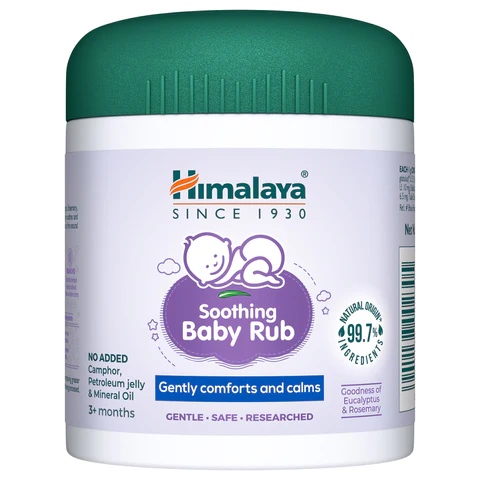 Himalaya®
SINCE 1930
Soothing
Baby Rub
Gently comforts and calms
GENTLE • SAFE • RESEARCHED
NO ADDED
Camphor,
Petroleum jelly
& Mineral Oil
3+ months
NATURAL ORIGIN
99.7%
INGREDIENTS
Goodness of
Eucalyptus
& Rosemary